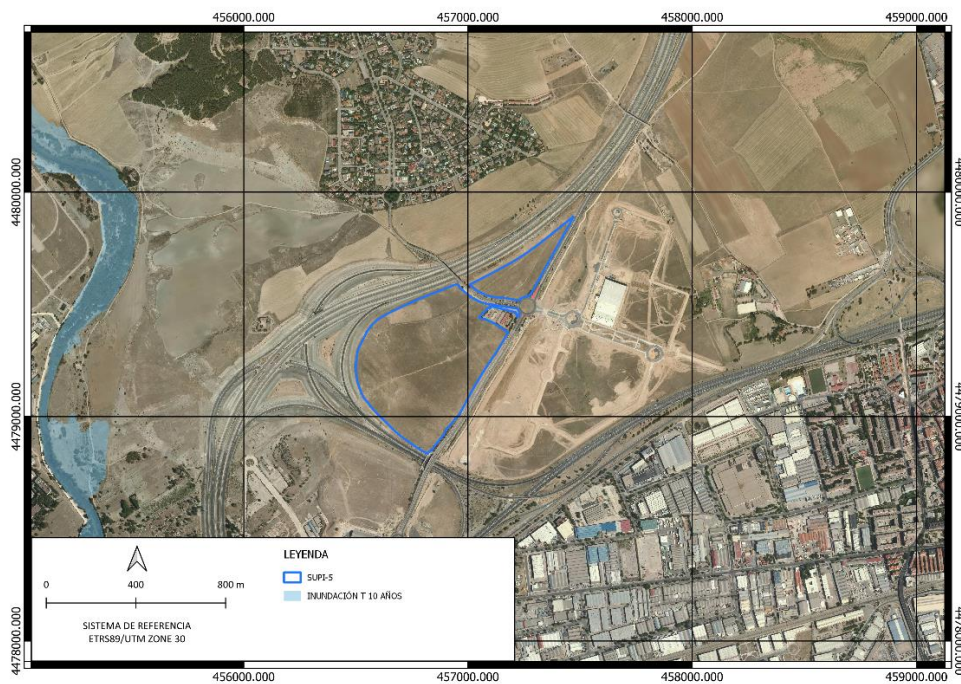 456000.000 457000.000 458000.000 459000.000
4480000.000 4480000.000
4479000.000 4479000.000
4478000.000 4478000.000
LEYENDA
SUPI-5
INUNDACIÓN T 10 AÑOS
0 400 800 m
SISTEMA DE REFERENCIA
ETRS89/UTM ZONE 30
456000.000 457000.000 458000.000 459000.000